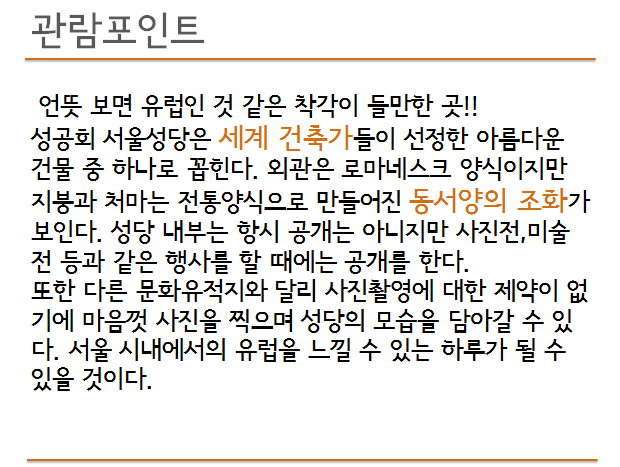 관람포인트
언뜻 보면 유럽인 것 같은 착각이 들만한 곳!!
성공회 서울성당은 세계 건축가들이 선정한 아름다운
건물 중 하나로 꼽힌다. 외관은 로마네스크 양식이지만
지붕과 처마는 전통양식으로 만들어진 동서양의 조화가
보인다. 성당 내부는 항시 공개는 아니지만 사진전,미술
전 등과 같은 행사를 할 때에는 공개를 한다.
또한 다른 문화유적지와 달리 사진촬영에 대한 제약이 없
기에 마음껏 사진을 찍으며 성당의 모습을 담아갈 수 있
다. 서울 시내에서의 유럽을 느낄 수 있는 하루가 될 수
있을 것이다.